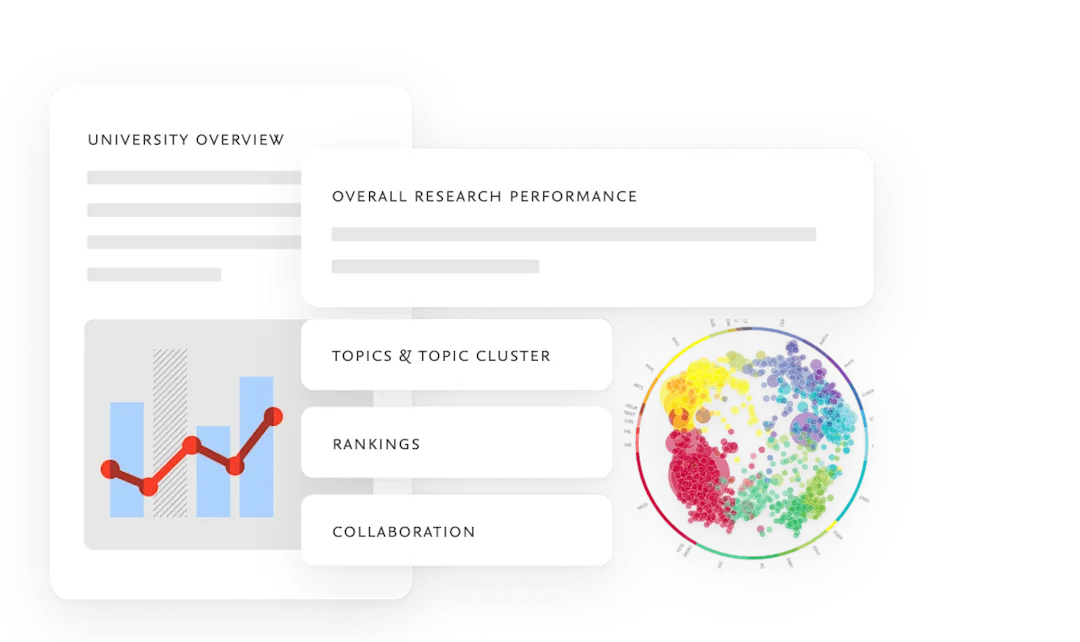 UNIVERSITY OVERVIEW
OVERALL RESEARCH PERFORMANCE
TOPICS & TOPIC CLUSTER
RANKINGS
COLLABORATION